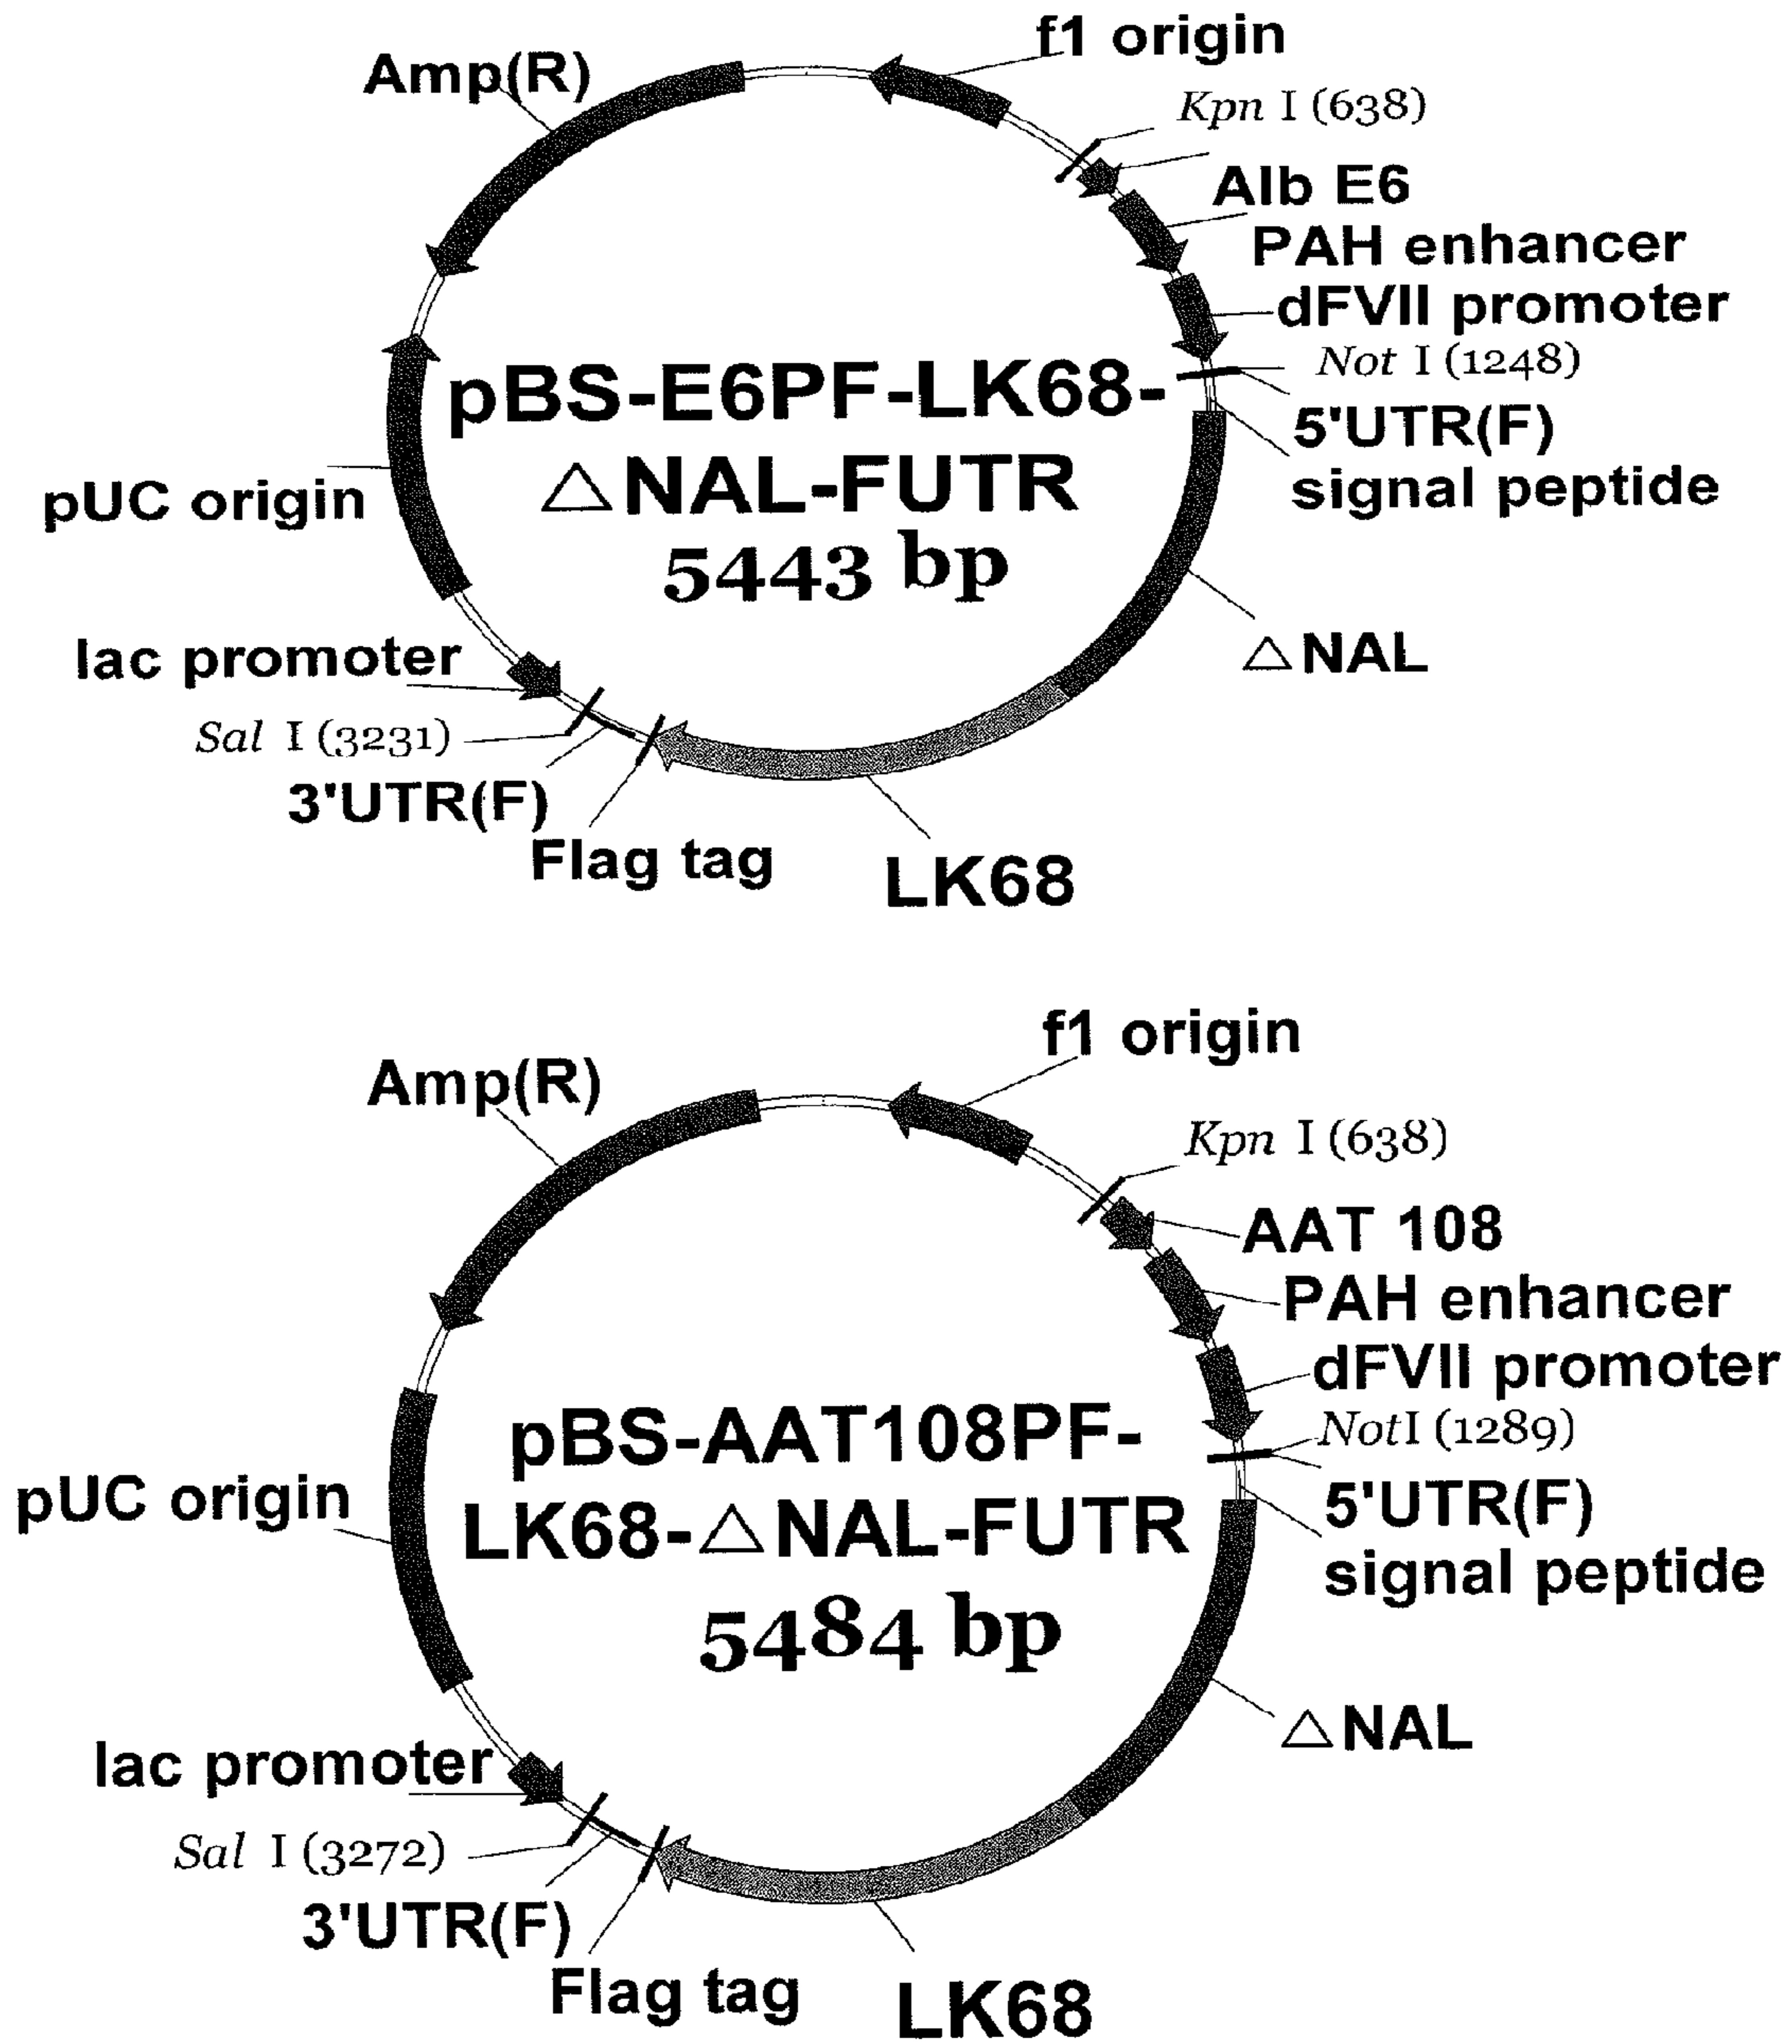 f1 origin
Amp(R)
Kpn I (638)
Alb E6
PAH enhancer
dFVII promoter
Not I (1248)
5'UTR(F)
signal peptide
pBS-E6PF-LK68-
△NAL-FUTR
5443 bp
pUC origin
△NAL
lac promoter
Sal I (3231)
3'UTR(F)
Flag tag
LK68
f1 origin
Amp(R)
Kpn I (638)
AAT 108
PAH enhancer
dFVII promoter
NotI (1289)
5'UTR(F)
signal peptide
pBS-AAT108PF-
LK68-△NAL-FUTR
5484 bp
pUC origin
△NAL
lac promoter
Sal I (3272)
3'UTR(F)
Flag tag
LK68